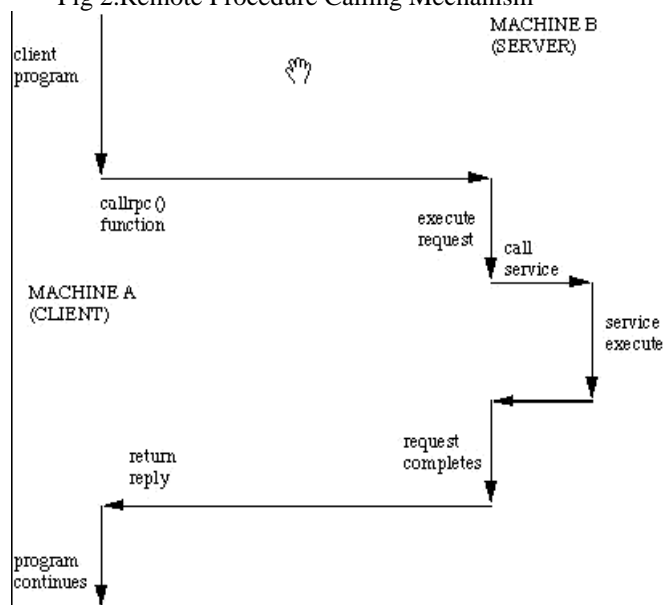 Fig 2.Remote Procedure Calling Mechanism
MACHINE B
(SERVER)
client
program
callrpc()
function
execute
request
call
service
MACHINE A
(CLIENT)
service
execute
request
completes
return
reply
program
continues